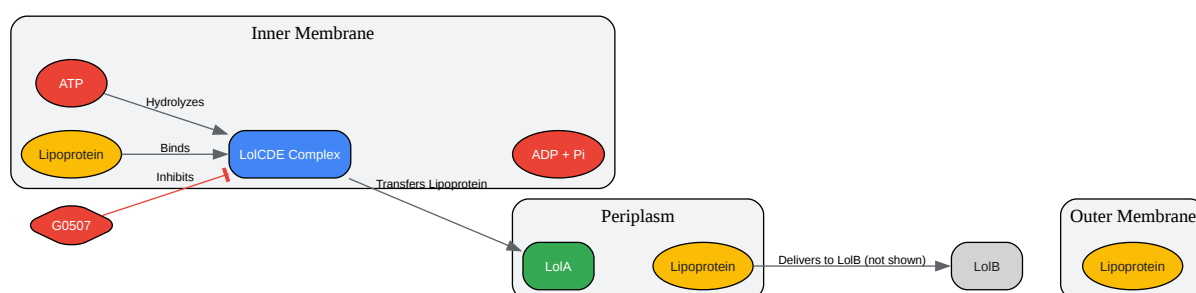 Inner Membrane
ATP
Hydrolyzes
Lipoprotein
Binds
LolCDE Complex
ADP + Pi
Inhibits
G0507
Transfers Lipoprotein
Periplasm
LolA
Lipoprotein
Delivers to LolB (not shown)
LolB
Outer Membrane
Lipoprotein